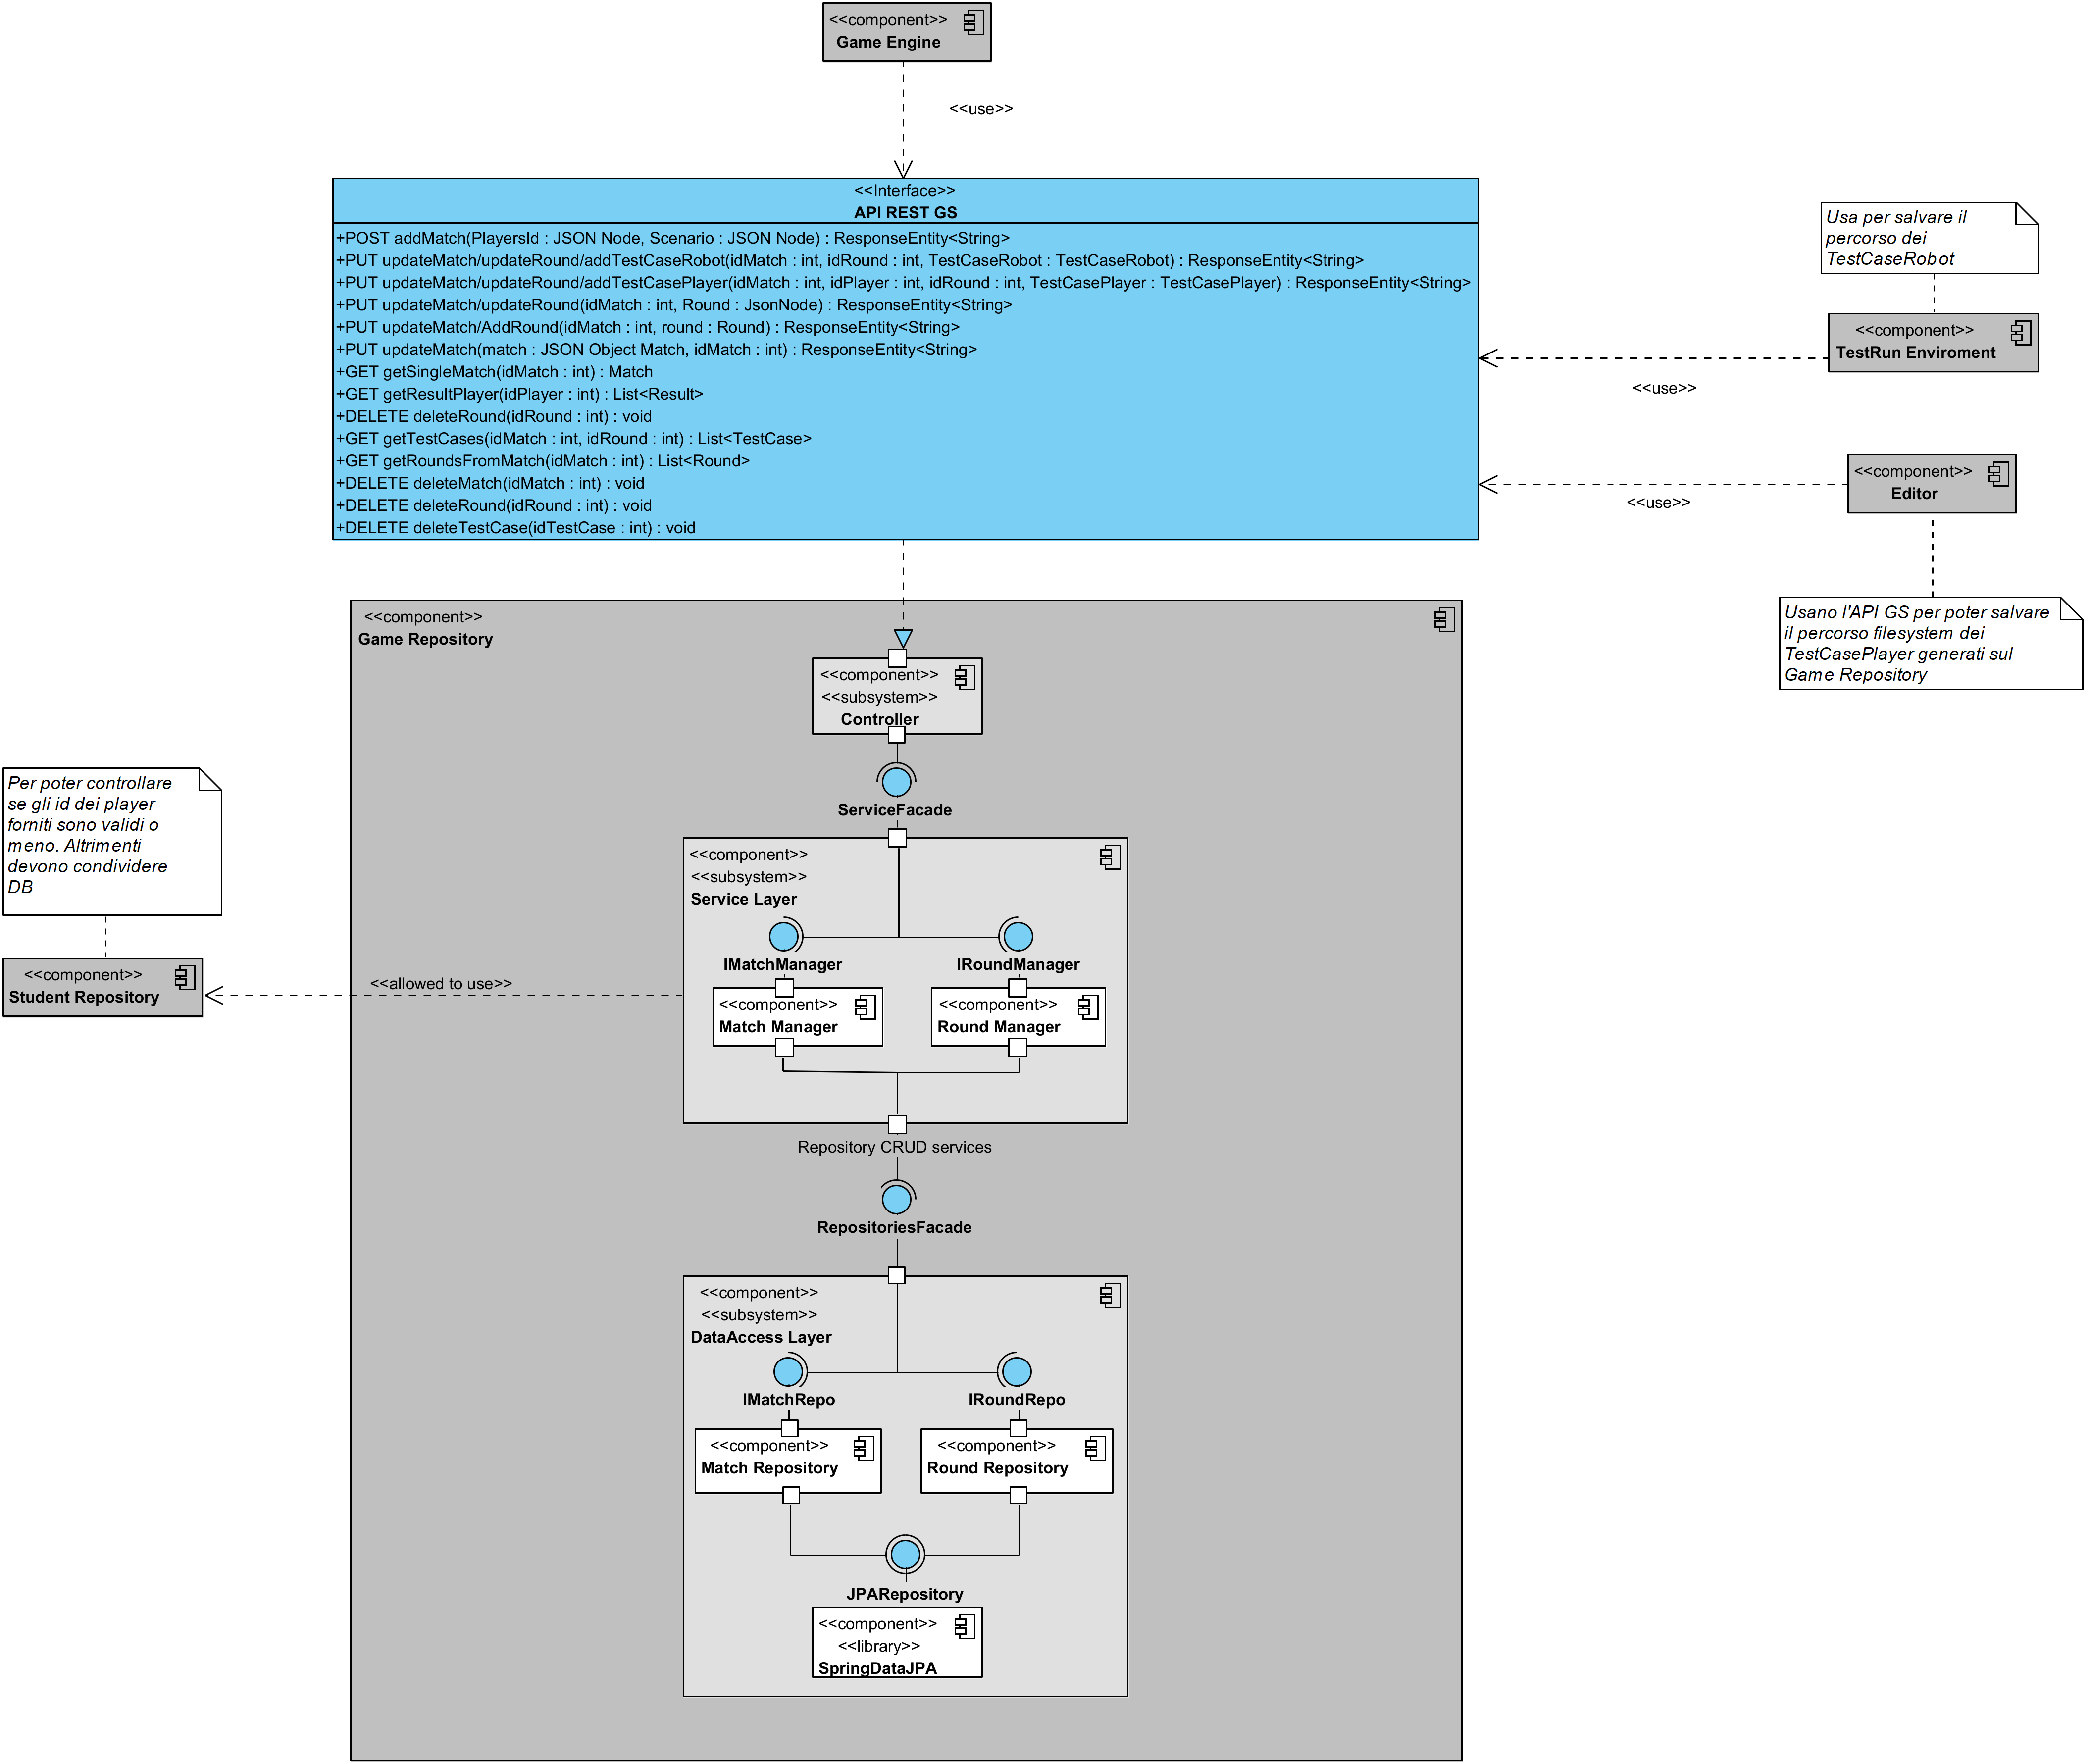 <<component>>
Game Engine
<<use>>
<<Interface>>
API REST GS
+POST addMatch(PlayersId : JSON Node, Scenario : JSON Node) : ResponseEntity<String>
+PUT updateMatch/updateRound/addTestCaseRobot(idMatch : int, idRound : int, TestCaseRobot : TestCaseRobot) : ResponseEntity<String>
+PUT updateMatch/updateRound/addTestCasePlayer(idMatch : int, idPlayer : int, idRound : int, TestCasePlayer : TestCasePlayer) : ResponseEntity<String>
+PUT updateMatch/updateRound(idMatch : int, Round : JsonNode) : ResponseEntity<String>
+PUT updateMatch/AddRound(idMatch : int, round : Round) : ResponseEntity<String>
+PUT updateMatch(match : JSON Object Match, idMatch : int) : ResponseEntity<String>
+GET getSingleMatch(idMatch : int) : Match
+GET getResultPlayer(idPlayer : int) : List<Result>
+DELETE deleteRound(idRound : int) : void
+GET getTestCases(idMatch : int, idRound : int) : List<TestCase>
+GET getRoundsFromMatch(idMatch : int) : List<Round>
+DELETE deleteMatch(idMatch : int) : void
+DELETE deleteRound(idRound : int) : void
+DELETE deleteTestCase(idTestCase : int) : void
Usa per salvare il
percorso dei
TestCaseRobot
<<component>>
TestRun Enviroment
<<use>>
<<component>>
Editor
<<use>>
Usano l'API GS per poter salvare
il percorso filesystem dei
TestCasePlayer generati sul
Game Repository
<<component>>
Game Repository
<<component>>
<<subsystem>>
Controller
ServiceFacade
Per poter controllare
se gli id dei player
forniti sono validi o
meno. Altrimenti
devono condividere
DB
<<component>>
Student Repository
<<allowed to use>>
<<component>>
<<subsystem>>
Service Layer
IMatchManager
IRoundManager
<<component>>
Match Manager
<<component>>
Round Manager
Repository CRUD services
RepositoriesFacade
<<component>>
<<subsystem>>
DataAccess Layer
IMatchRepo
IRoundRepo
<<component>>
Match Repository
<<component>>
Round Repository
JPARepository
<<component>>
<<library>>
SpringDataJPA